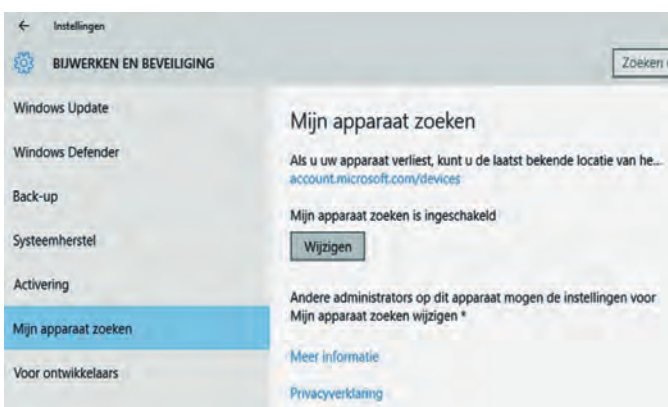 Instellingen
BIJWERKEN EN BEVEILIGING
Zoeken
Windows Update
Windows Defender
Back-up
Systeemherstel
Activering
Mijn apparaat zoeken
Voor ontwikkelaars
Mijn apparaat zoeken
Als u uw apparaat verliest, kunt u de laatst bekende locatie van he...
account.microsoft.com/devices
Mijn apparaat zoeken is ingeschakeld
Wijzigen
Andere administrators op dit apparaat mogen de instellingen voor
Mijn apparaat zoeken wijzigen *
Meer informatie
Privacyverklaring